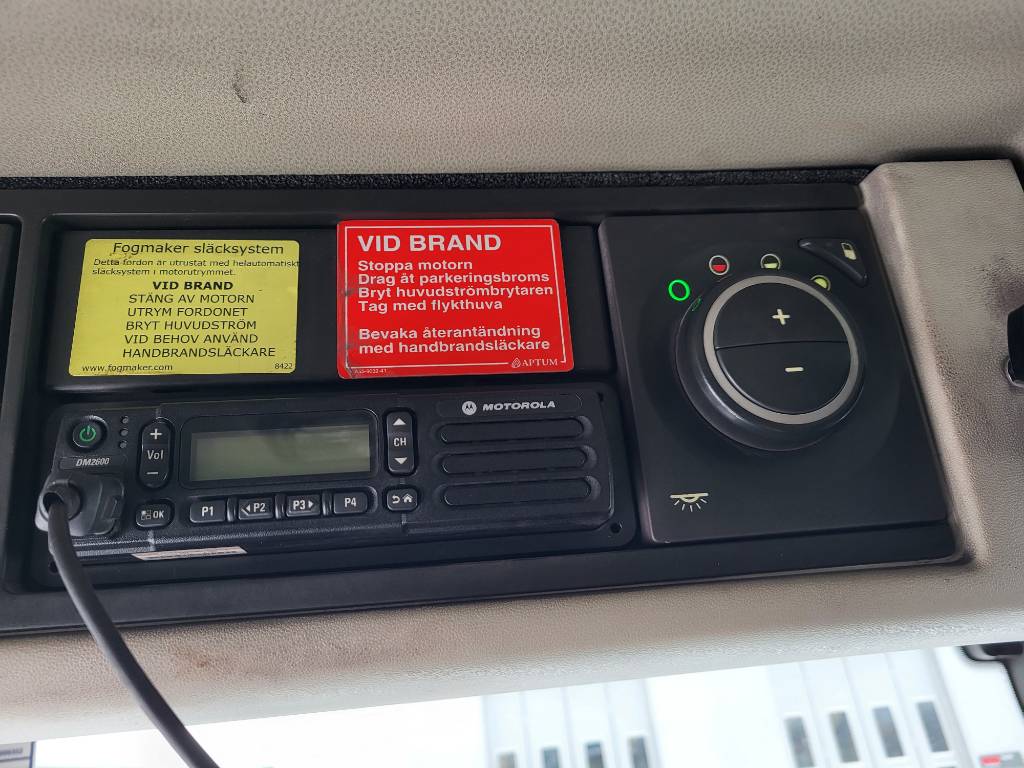 Fogmaker släcksystem
Detta fordon är utrustat med helautomatiskt
släcksystem i motorutrymmet.
VID BRAND
STÄNG AV MOTORN
UTRYM FORDONET
BRYT HUVUDSTRÖM
VID BEHOV ANVÄND
HANDBRANDSLÄCKARE
www.fogmaker.com 8422
VID BRAND
Stoppa motorn
Drag åt parkeringsbroms
Bryt huvudströmbrytaren
Tag med flykthuva
Bevaka återantändning
med handbrandsläckare
APTUM
+
−
MOTOROLA
DM2600
+
Vol
−
CH
OK
P1
P2
P3
P4